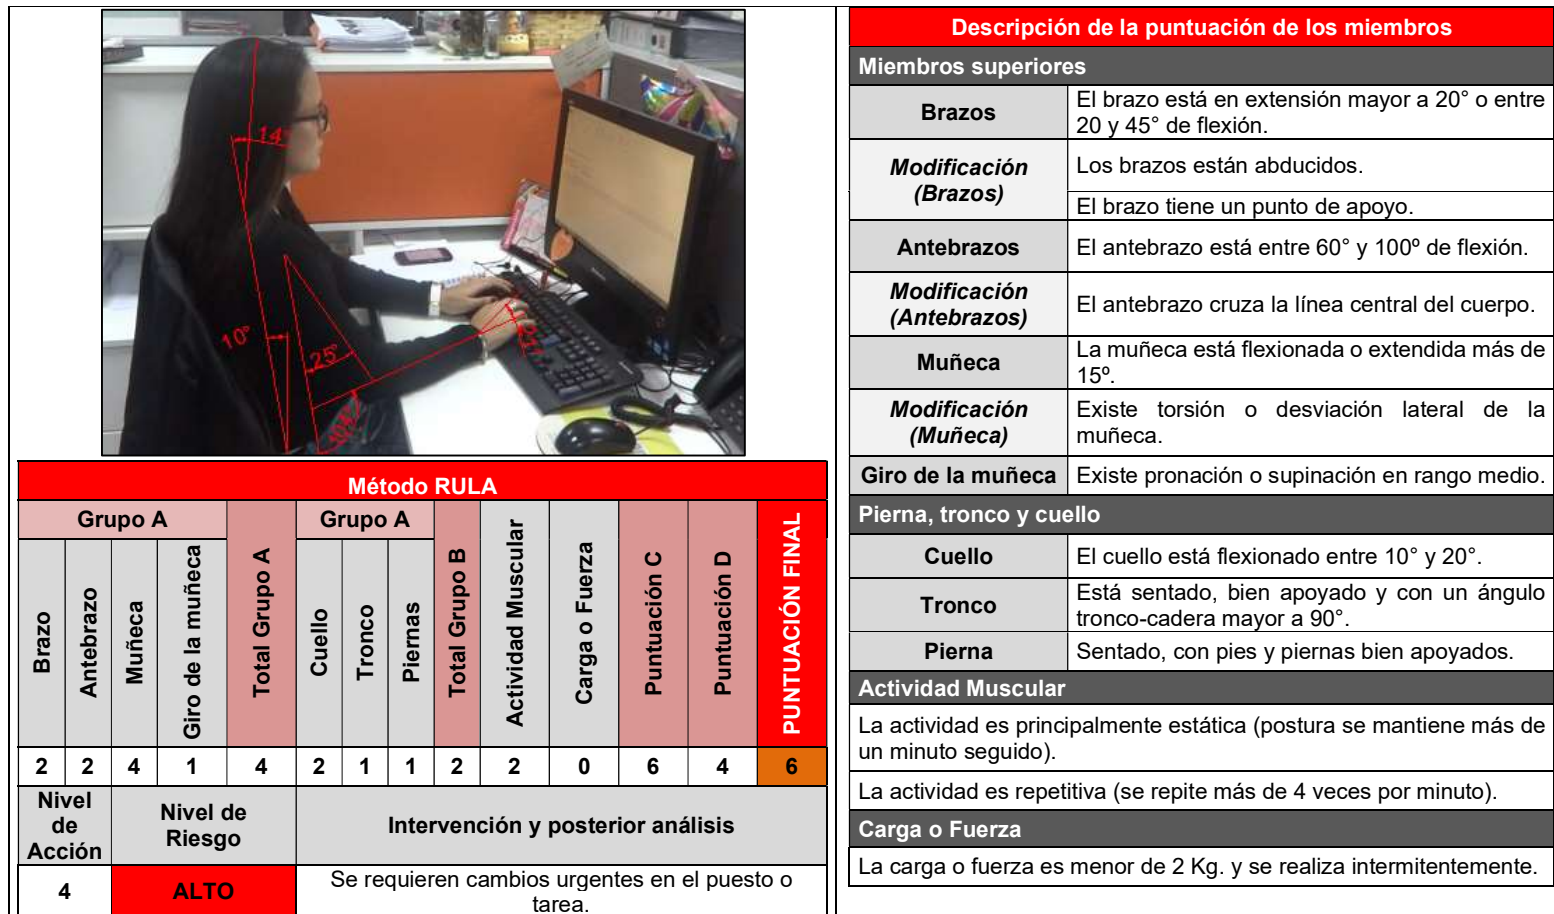 14°
10°
25°
104°
Método RULA
Grupo A
Grupo A
Brazo
Antebrazo
Muñeca
Giro de la muñeca
Total Grupo A
Cuello
Tronco
Piernas
Total Grupo B
Actividad Muscular
Carga o Fuerza
Puntuación C
Puntuación D
PUNTUACIÓN FINAL
2 2 4 1 4 2 1 1 2 2 0 6 4 6
Nivel
de
Acción
Nivel de
Riesgo
Intervención y posterior análisis
4
ALTO
Se requieren cambios urgentes en el puesto o
tarea.
Descripción de la puntuación de los miembros
Miembros superiores
Brazos
El brazo está en extensión mayor a 20° o entre
20 y 45° de flexión.
Modificación
(Brazos)
Los brazos están abducidos.
El brazo tiene un punto de apoyo.
Antebrazos
El antebrazo está entre 60° y 100º de flexión.
Modificación
(Antebrazos)
El antebrazo cruza la línea central del cuerpo.
Muñeca
La muñeca está flexionada o extendida más de
15º.
Modificación
(Muñeca)
Existe torsión o desviación lateral de la
muñeca.
Giro de la muñeca
Existe pronación o supinación en rango medio.
Pierna, tronco y cuello
Cuello
El cuello está flexionado entre 10° y 20°.
Tronco
Está sentado, bien apoyado y con un ángulo
tronco-cadera mayor a 90°.
Pierna
Sentado, con pies y piernas bien apoyados.
Actividad Muscular
La actividad es principalmente estática (postura se mantiene más de
un minuto seguido).
La actividad es repetitiva (se repite más de 4 veces por minuto).
Carga o Fuerza
La carga o fuerza es menor de 2 Kg. y se realiza intermitentemente.